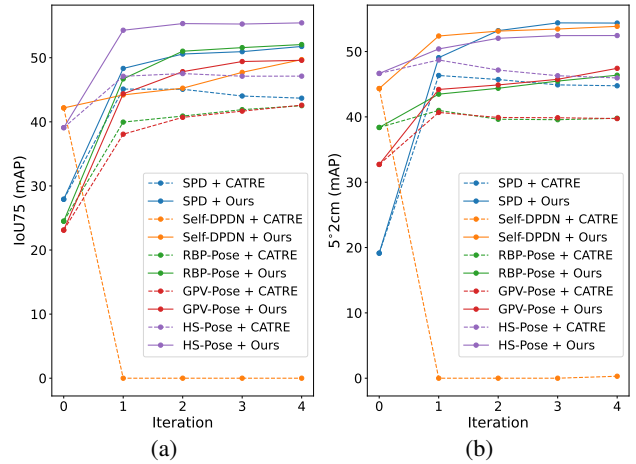 IoU75 (mAP)
50
40
30
20
10
0
SPD + CATRE
SPD + Ours
Self-DPDN + CATRE
Self-DPDN + Ours
RBP-Pose + CATRE
RBP-Pose + Ours
GPV-Pose + CATRE
GPV-Pose + Ours
HS-Pose + CATRE
HS-Pose + Ours
0 1 2 3 4
Iteration
(a)
5°2cm (mAP)
50
40
30
20
10
0
SPD + CATRE
SPD + Ours
Self-DPDN + CATRE
Self-DPDN + Ours
RBP-Pose + CATRE
RBP-Pose + Ours
GPV-Pose + CATRE
GPV-Pose + Ours
HS-Pose + CATRE
HS-Pose + Ours
0 1 2 3 4
Iteration
(b)